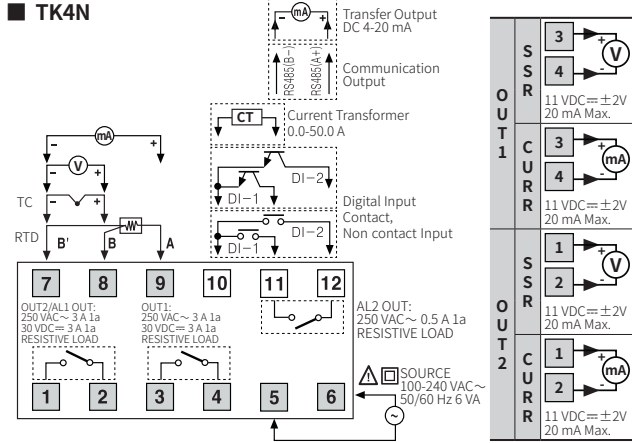 ■ TK4N
- mA +
Transfer Output
DC 4-20 mA
RS485(B-)
RS485(A+)
Communication
Output
CT
Current Transformer
0.0-50.0 A
DI-2
DI-1
DI-2
DI-1
Digital Input
Contact,
Non contact Input
- mA +
- V +
TC - +
RTD B' B A
7 8 9 10 11 12
OUT2/AL1 OUT:
250 VAC～ 3 A 1a
30 VDC⎓ 3 A 1a
RESISTIVE LOAD
OUT1:
250 VAC～ 3 A 1a
30 VDC⎓ 3 A 1a
RESISTIVE LOAD
AL2 OUT:
250 VAC～ 0.5 A 1a
RESISTIVE LOAD
1 2 3 4 5 6
SOURCE
100-240 VAC～
50/60 Hz 6 VA
OUT1
SSR
3
4
+ V -
11 VDC⎓±2V
20 mA Max.
CURR
3
4
+ mA -
11 VDC⎓±2V
20 mA Max.
OUT2
SSR
1
2
+ V -
11 VDC⎓±2V
20 mA Max.
CURR
1
2
+ mA -
11 VDC⎓±2V
20 mA Max.